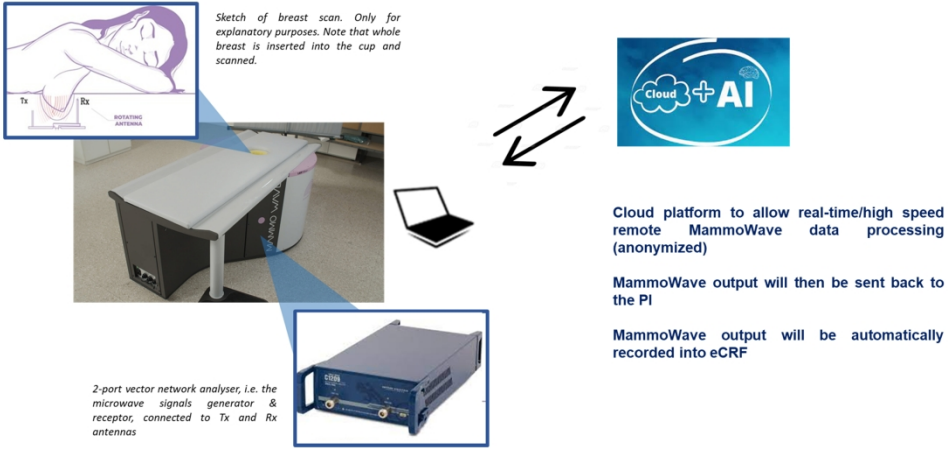 Sketch of breast scan. Only for
explanatory purposes. Note that whole
breast is inserted into the cup and
scanned.
Tx
Rx
ROTATING
ANTENNA
Cloud + AI
MAMMOWAVE
Cloud platform to allow real-time/high speed
remote MammoWave data processing
(anonymized)
MammoWave output will then be sent back to
the PI
MammoWave output will be automatically
recorded into eCRF
2-port vector network analyser, i.e. the
microwave signals generator &
receptor, connected to Tx and Rx
antennas